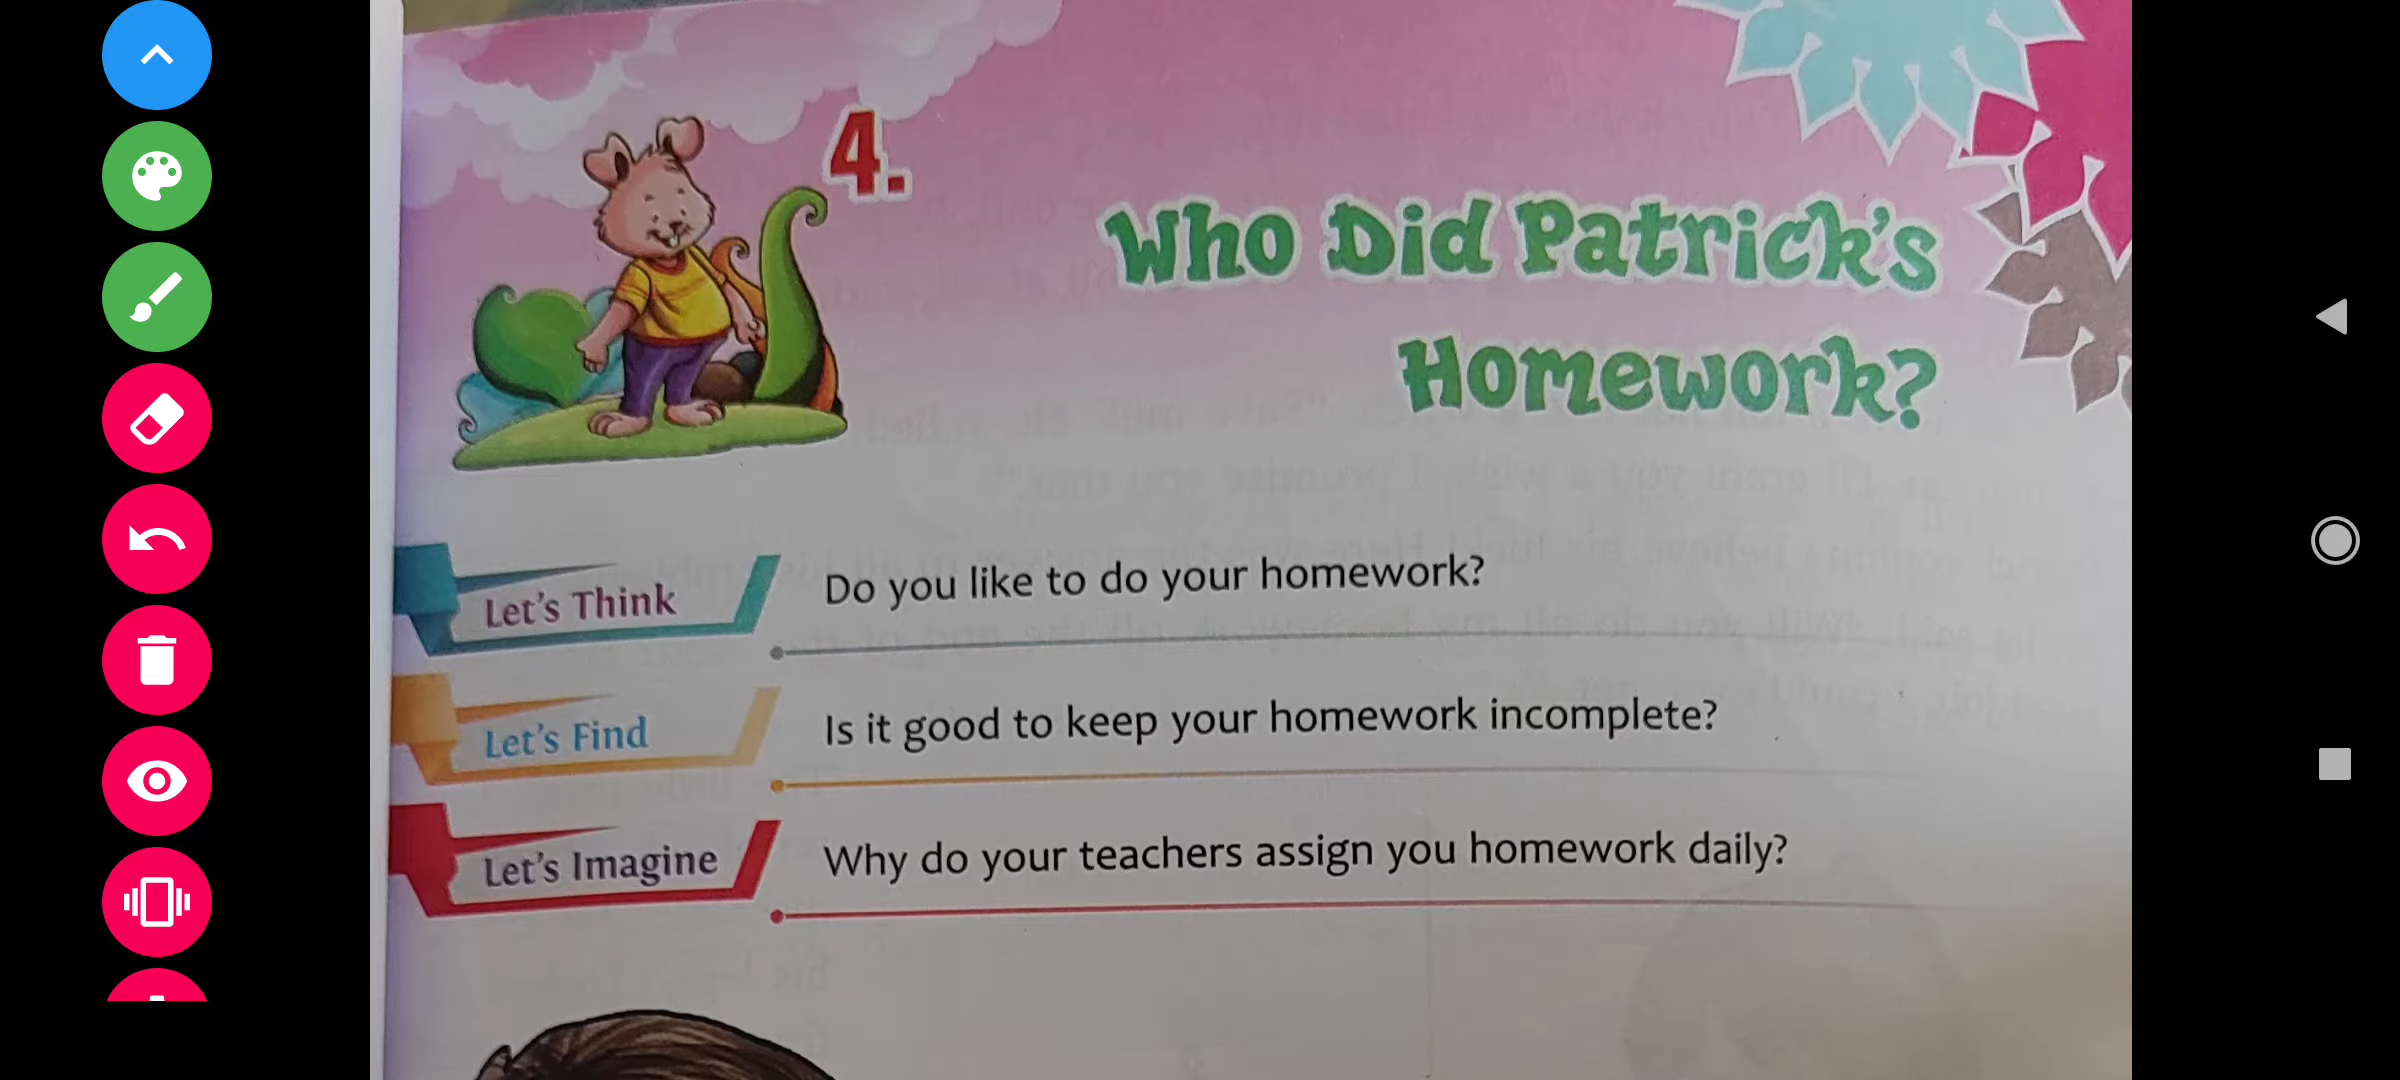 4.
Who Did Patrick's
Homework?
Let's Think
Do you like to do your homework?
Let's Find
Is it good to keep your homework incomplete?
Let's Imagine
Why do your teachers assign you homework daily?